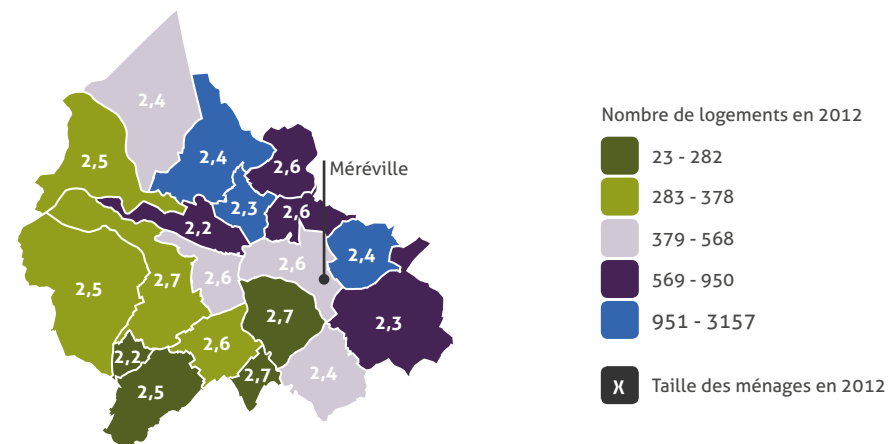 2,4
2,5
2,4
2,6
Méréville
2,3
2,6
2,2
2,4
2,6
2,6
2,7
2,5
2,7
2,3
2,6
2,2
2,7
2,4
2,5
Nombre de logements en 2012
23 - 282
283 - 378
379 - 568
569 - 950
951 - 3157
X Taille des ménages en 2012